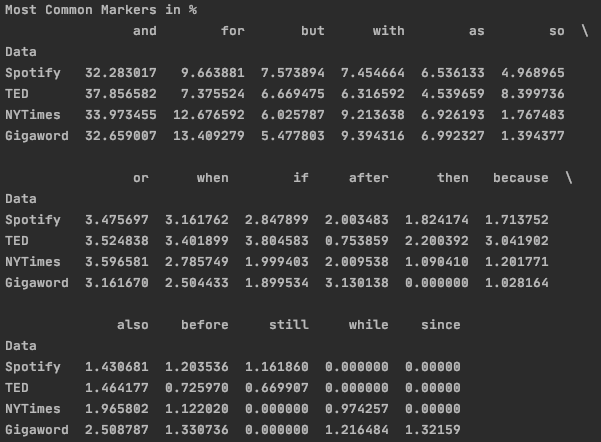 Most Common Markers in %
and for but with as so \
Data
Spotify 32.283017 9.663881 7.573894 7.454664 6.536133 4.968965
TED 37.856582 7.375524 6.669475 6.316592 4.539659 8.399736
NYTimes 33.973455 12.676592 6.025787 9.213638 6.926193 1.767483
Gigaword 32.659007 13.409279 5.477803 9.394316 6.992327 1.394377
or when if after then because \
Data
Spotify 3.475697 3.161762 2.847899 2.003483 1.824174 1.713752
TED 3.524838 3.401899 3.804583 0.753859 2.200392 3.041902
NYTimes 3.596581 2.785749 1.999403 2.009538 1.090410 1.201771
Gigaword 3.161670 2.504433 1.899534 3.130138 0.000000 1.028164
also before still while since
Data
Spotify 1.430681 1.203536 1.161860 0.000000 0.00000
TED 1.464177 0.725970 0.669907 0.000000 0.00000
NYTimes 1.965802 1.122020 0.000000 0.974257 0.00000
Gigaword 2.508787 1.330736 0.000000 1.216484 1.32159